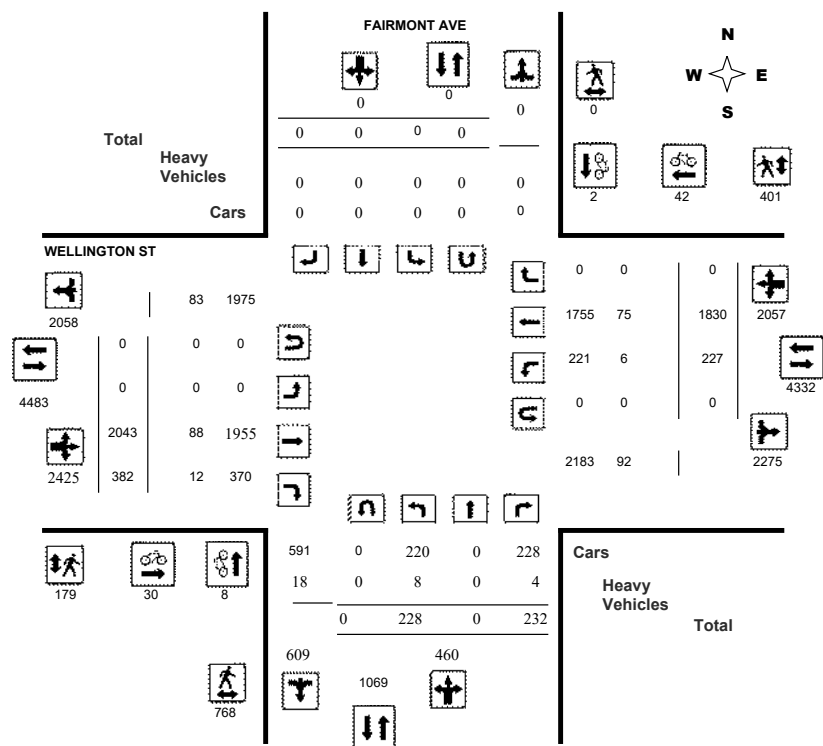 FAIRMONT AVE
N
W E
S
0 0 0
0
Total 0 0 0 0
Heavy
Vehicles 0 0 0 0 0
2 42 401
Cars 0 0 0 0 0
WELLINGTON ST
0 0 0
83 1975
2058
1755 75 1830 2057
0 0 0
221 6 227
4483
0 0 0
4332
0 0 0
2043 88 1955
2425 382 12 370
2183 92 2275
591 0 220 0 228 Cars
179 30 8
18 0 8 0 4 Heavy
Vehicles
0 228 0 232 Total
609 460
1069
768